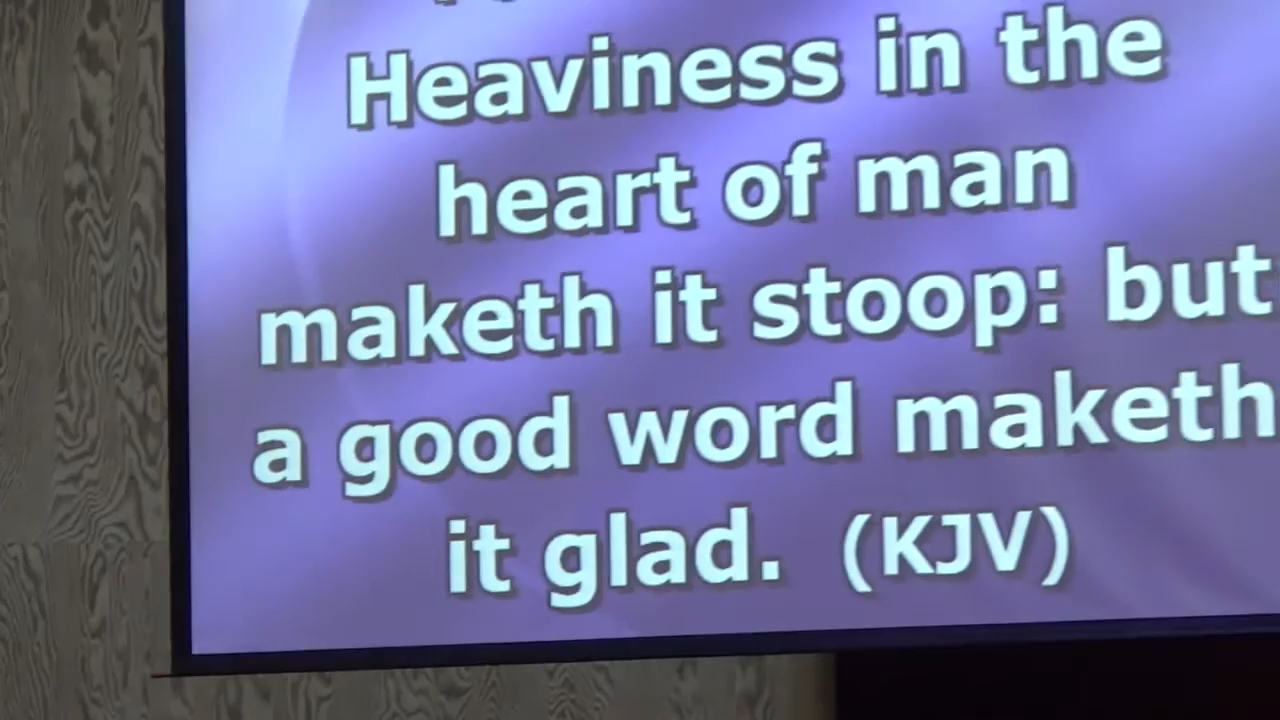 Heaviness in the
heart of man
maketh it stoop: but
a good word maketh
it glad. (KJV)